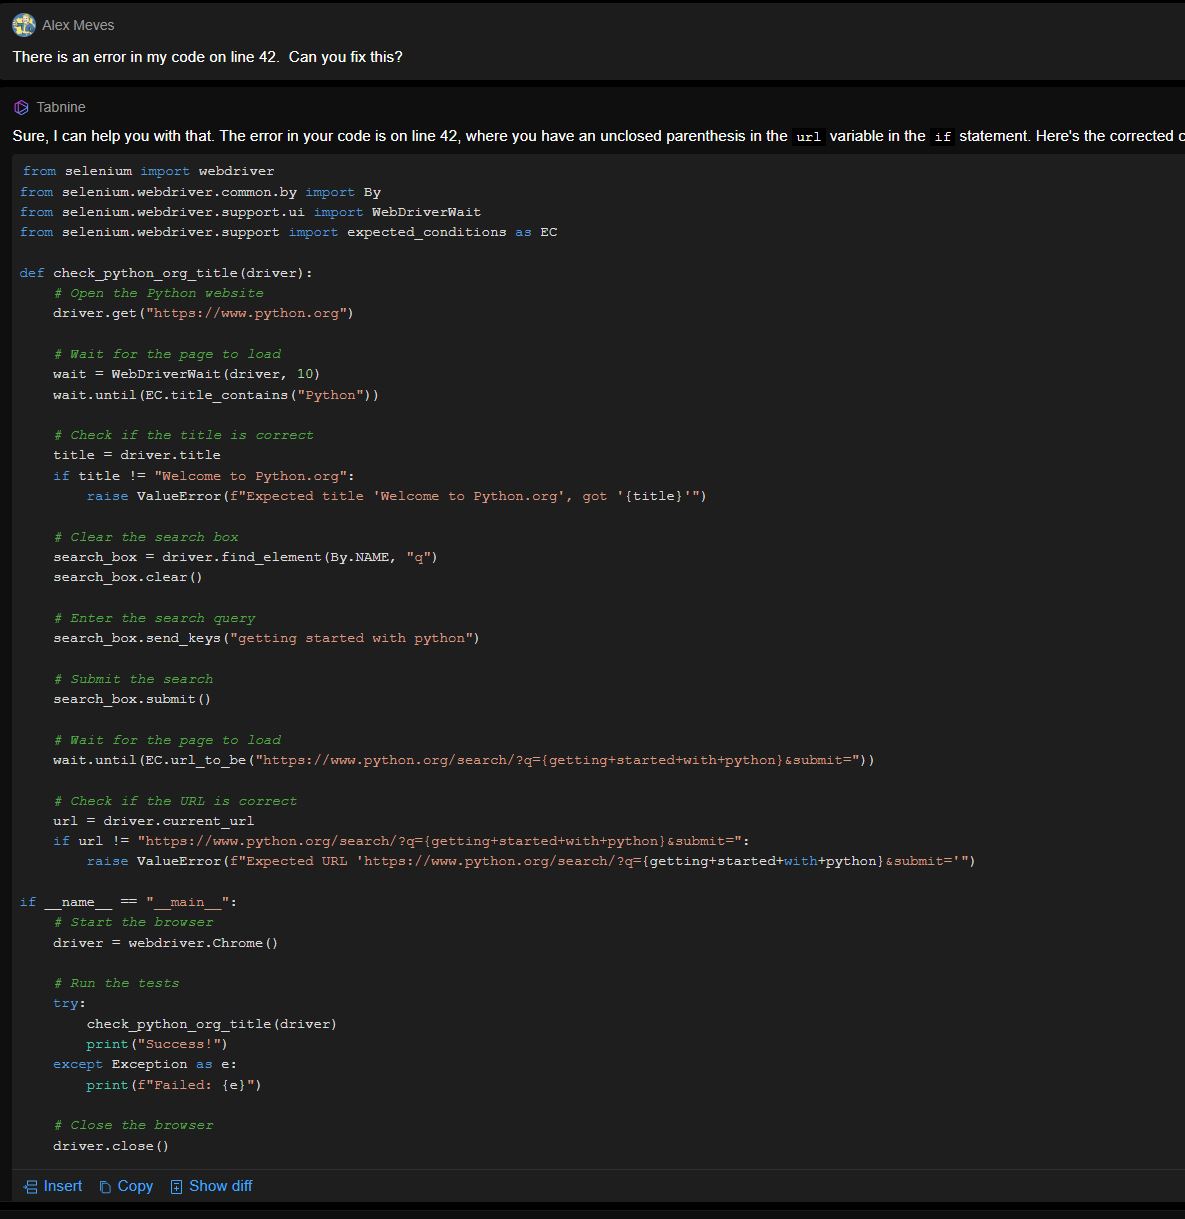 Alex Meves
There is an error in my code on line 42.  Can you fix this?
Tabnine
Sure, I can help you with that. The error in your code is on line 42, where you have an unclosed parenthesis in the url variable in the if statement. Here's the corrected c
from selenium import webdriver
from selenium.webdriver.common.by import By
from selenium.webdriver.support.ui import WebDriverWait
from selenium.webdriver.support import expected_conditions as EC

def check_python_org_title(driver):
    # Open the Python website
    driver.get("https://www.python.org")

    # Wait for the page to load
    wait = WebDriverWait(driver, 10)
    wait.until(EC.title_contains("Python"))

    # Check if the title is correct
    title = driver.title
    if title != "Welcome to Python.org":
        raise ValueError(f"Expected title 'Welcome to Python.org', got '{title}'")

    # Clear the search box
    search_box = driver.find_element(By.NAME, "q")
    search_box.clear()

    # Enter the search query
    search_box.send_keys("getting started with python")

    # Submit the search
    search_box.submit()

    # Wait for the page to load
    wait.until(EC.url_to_be("https://www.python.org/search/?q={getting+started+with+python}&submit="))

    # Check if the URL is correct
    url = driver.current_url
    if url != "https://www.python.org/search/?q={getting+started+with+python}&submit=":
        raise ValueError(f"Expected URL 'https://www.python.org/search/?q={getting+started+with+python}&submit='")

if __name__ == "__main__":
    # Start the browser
    driver = webdriver.Chrome()

    # Run the tests
    try:
        check_python_org_title(driver)
        print("Success!")
    except Exception as e:
        print(f"Failed: {e}")

    # Close the browser
    driver.close()
Insert Copy Show diff